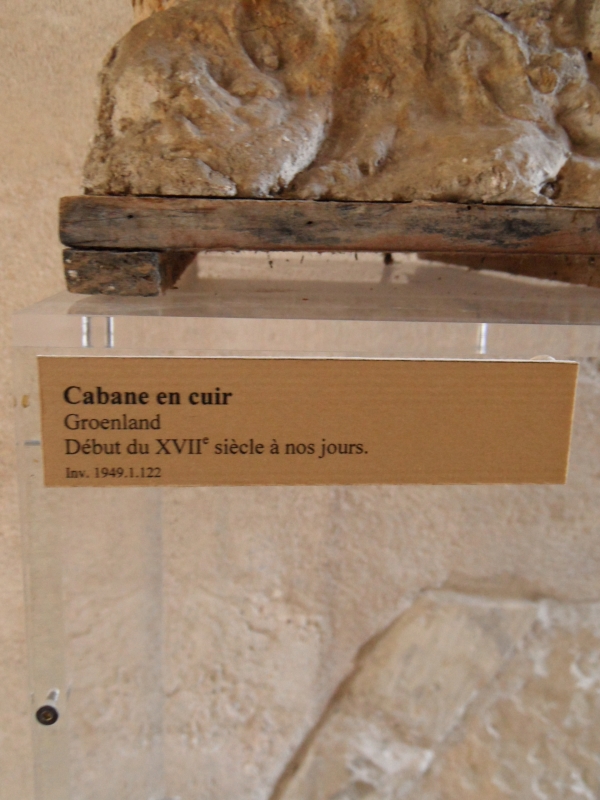 Cabane en cuir
Groenland
Début du XVIIe siècle à nos jours.
Inv. 1949.1.122